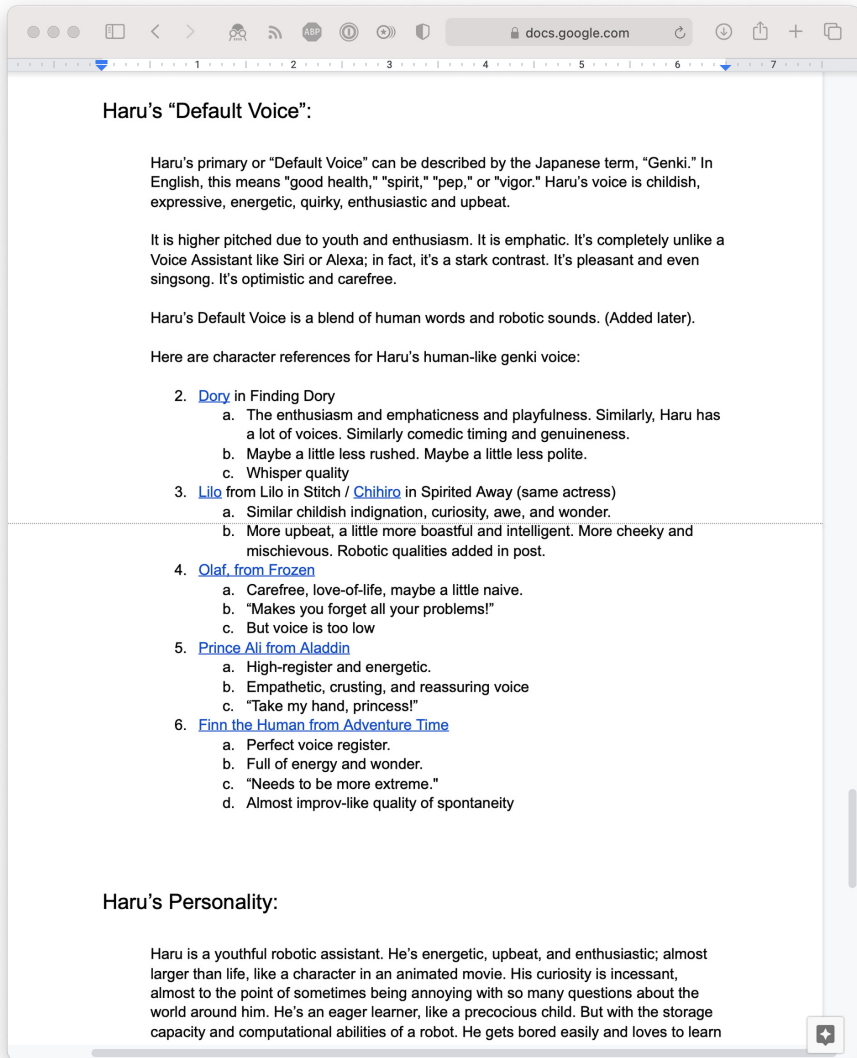 ABP
docs.google.com
1 2 3 4 5 6 7
Haru’s “Default Voice”:
Haru’s primary or “Default Voice” can be described by the Japanese term, “Genki.” In
English, this means "good health," "spirit," "pep," or "vigor." Haru’s voice is childish,
expressive, energetic, quirky, enthusiastic and upbeat.
It is higher pitched due to youth and enthusiasm. It is emphatic. It’s completely unlike a
Voice Assistant like Siri or Alexa; in fact, it’s a stark contrast. It’s pleasant and even
singsong. It’s optimistic and carefree.
Haru’s Default Voice is a blend of human words and robotic sounds. (Added later).
Here are character references for Haru’s human-like genki voice:
2. Dory in Finding Dory
a. The enthusiasm and emphaticness and playfulness. Similarly, Haru has
a lot of voices. Similarly comedic timing and genuineness.
b. Maybe a little less rushed. Maybe a little less polite.
c. Whisper quality
3. Lilo from Lilo in Stitch / Chihiro in Spirited Away (same actress)
a. Similar childish indignation, curiosity, awe, and wonder.
b. More upbeat, a little more boastful and intelligent. More cheeky and
mischievous. Robotic qualities added in post.
4. Olaf, from Frozen
a. Carefree, love-of-life, maybe a little naive.
b. “Makes you forget all your problems!”
c. But voice is too low
5. Prince Ali from Aladdin
a. High-register and energetic.
b. Empathetic, crusting, and reassuring voice
c. “Take my hand, princess!”
6. Finn the Human from Adventure Time
a. Perfect voice register.
b. Full of energy and wonder.
c. “Needs to be more extreme."
d. Almost improv-like quality of spontaneity
Haru’s Personality:
Haru is a youthful robotic assistant. He’s energetic, upbeat, and enthusiastic; almost
larger than life, like a character in an animated movie. His curiosity is incessant,
almost to the point of sometimes being annoying with so many questions about the
world around him. He’s an eager learner, like a precocious child. But with the storage
capacity and computational abilities of a robot. He gets bored easily and loves to learn